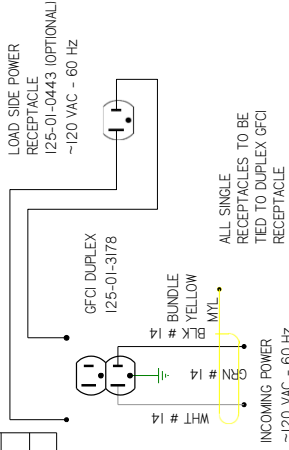 LOAD SIDE POWER
RECEPTACLE
125-01-0443 (OPTIONAL)
~120 VAC - 60 Hz
GFCI DUPLEX
125-01-3178
BUNDLE
YELLOW
MYL
ALL SINGLE
RECEPTACLES TO BE
TIED TO DUPLEX GFCI
RECEPTACLE
BLK # 14
GRN # 14
WHT # 14
INCOMING POWER
~120 VAC - 60 Hz